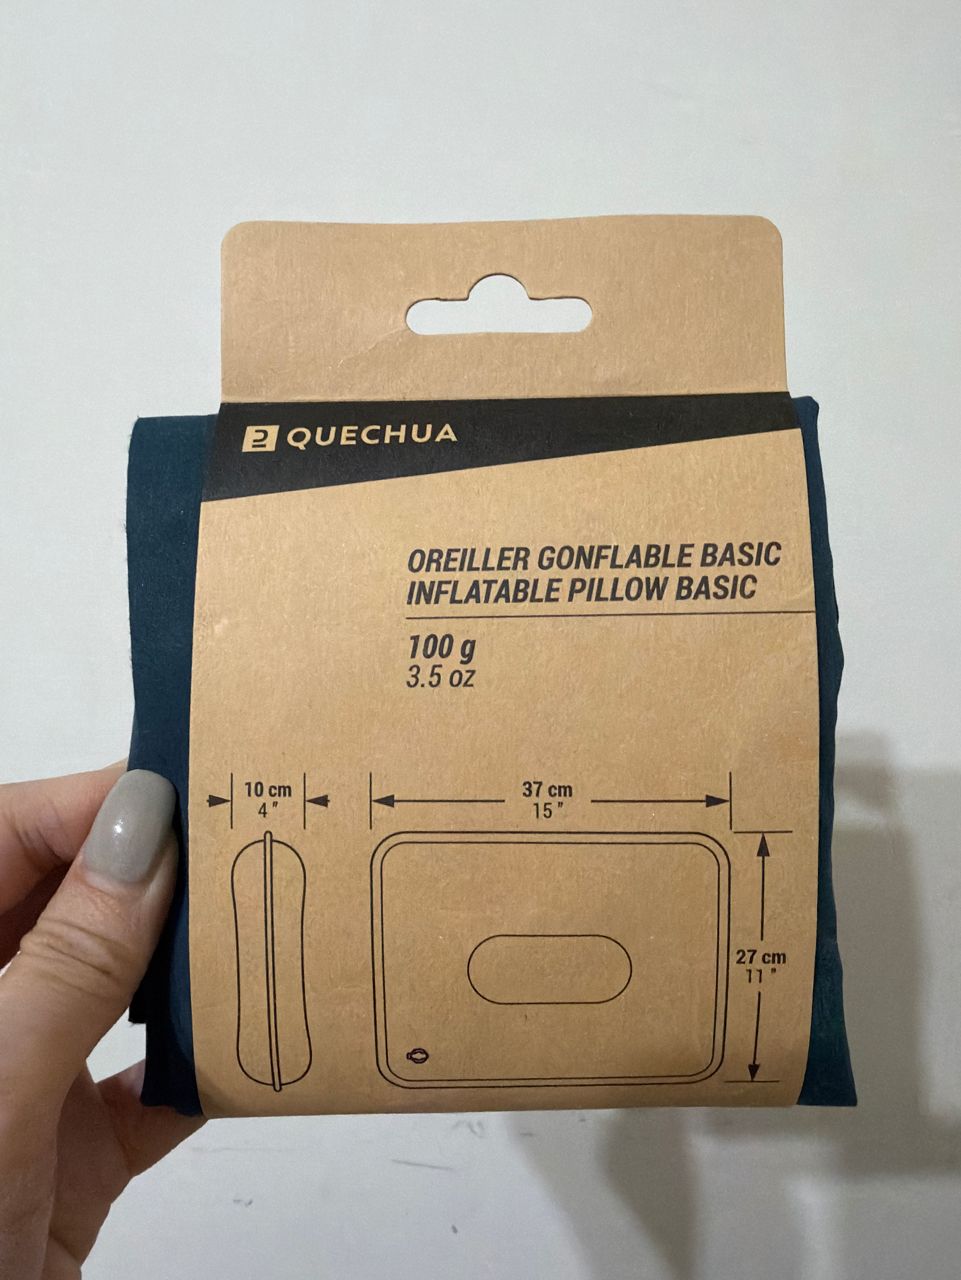 QUECHUA
OREILLER GONFLABLE BASIC
INFLATABLE PILLOW BASIC
100 g
3.5 oz
10 cm
4"
37 cm
15"
27 cm
11"